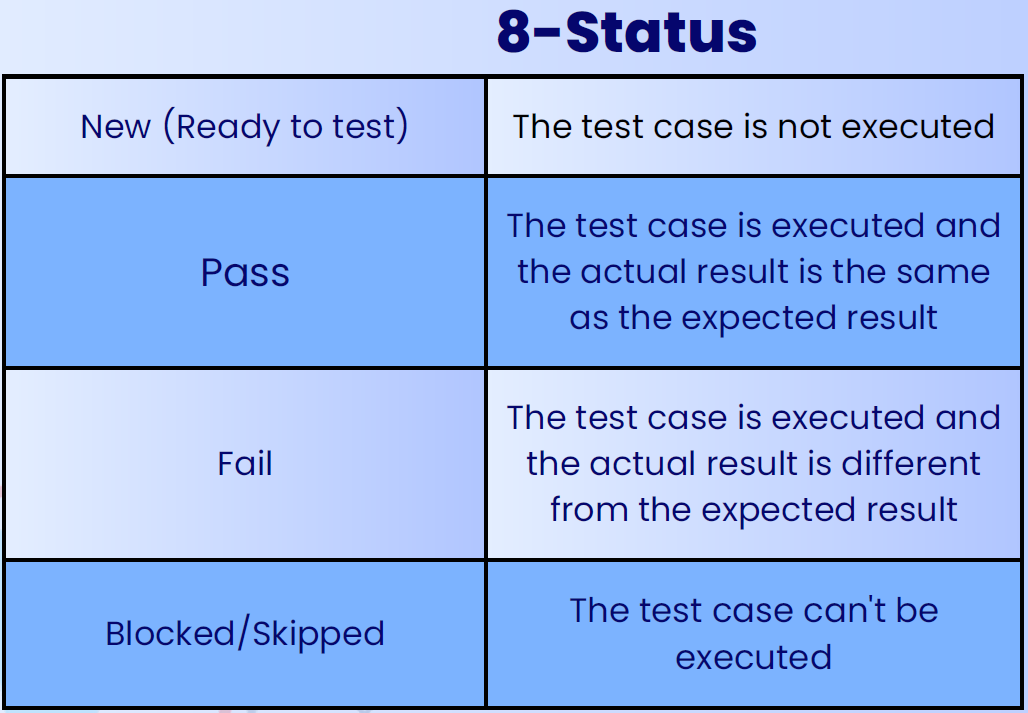 8-Status
New (Ready to test)
The test case is not executed
Pass
The test case is executed and
the actual result is the same
as the expected result
Fail
The test case is executed and
the actual result is different
from the expected result
Blocked/Skipped
The test case can't be
executed